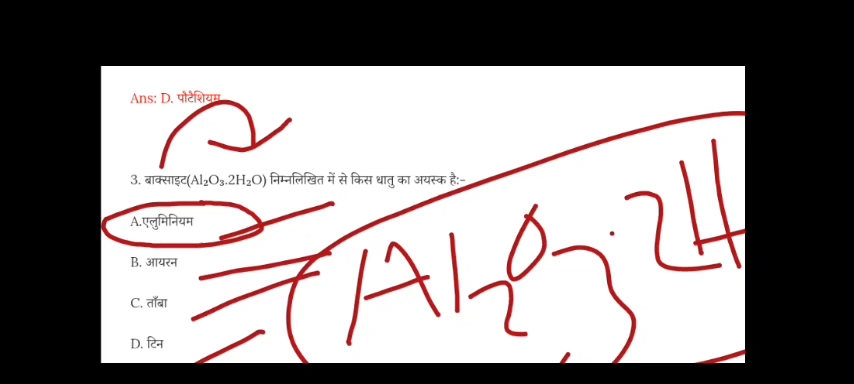 Ans: D. पौटैशियम
3. बाक्साइट(Al₂O₃.2H₂O) निम्नलिखित में से किस धातु का अयस्क है:-
A.एलुमिनियम
B. आयरन
C. ताँबा
D. टिन
Al₂O₃.2H